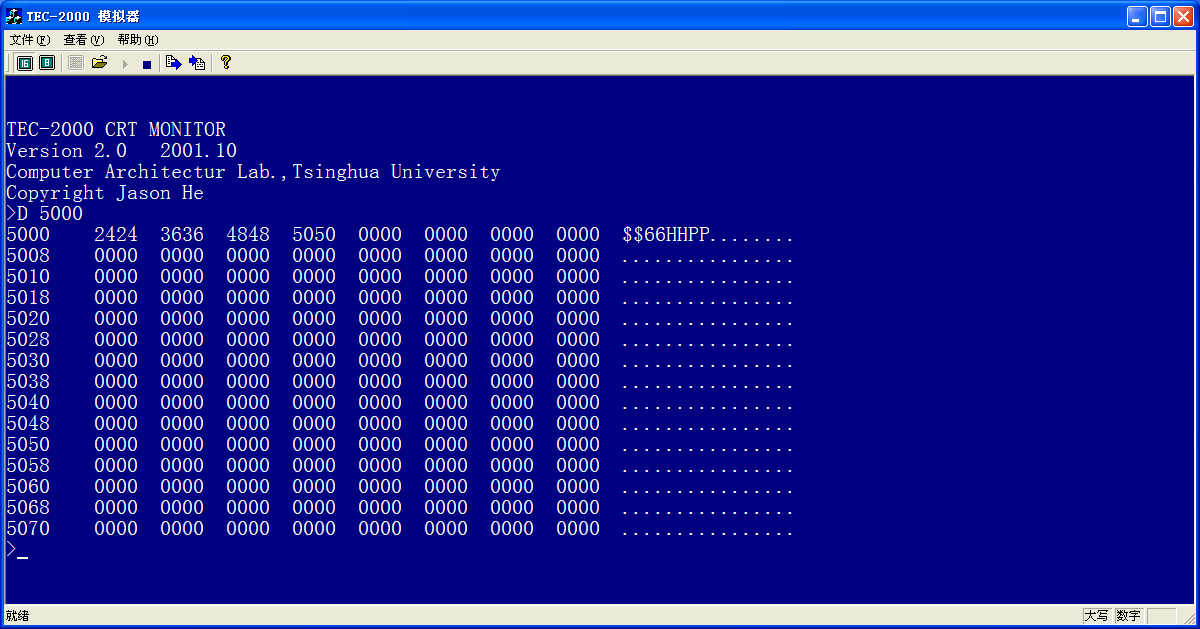 TEC-2000 模拟器
文件(F) 查看(V) 帮助(H)
16 8 ?
TEC-2000 CRT MONITOR
Version 2.0 2001.10
Computer Architectur Lab.,Tsinghua University
Copyright Jason He
>D 5000
5000 2424 3636 4848 5050 0000 0000 0000 0000 $$66HHPP........
5008 0000 0000 0000 0000 0000 0000 0000 0000 ................
5010 0000 0000 0000 0000 0000 0000 0000 0000 ................
5018 0000 0000 0000 0000 0000 0000 0000 0000 ................
5020 0000 0000 0000 0000 0000 0000 0000 0000 ................
5028 0000 0000 0000 0000 0000 0000 0000 0000 ................
5030 0000 0000 0000 0000 0000 0000 0000 0000 ................
5038 0000 0000 0000 0000 0000 0000 0000 0000 ................
5040 0000 0000 0000 0000 0000 0000 0000 0000 ................
5048 0000 0000 0000 0000 0000 0000 0000 0000 ................
5050 0000 0000 0000 0000 0000 0000 0000 0000 ................
5058 0000 0000 0000 0000 0000 0000 0000 0000 ................
5060 0000 0000 0000 0000 0000 0000 0000 0000 ................
5068 0000 0000 0000 0000 0000 0000 0000 0000 ................
5070 0000 0000 0000 0000 0000 0000 0000 0000 ................
>_
就绪 大写 数字